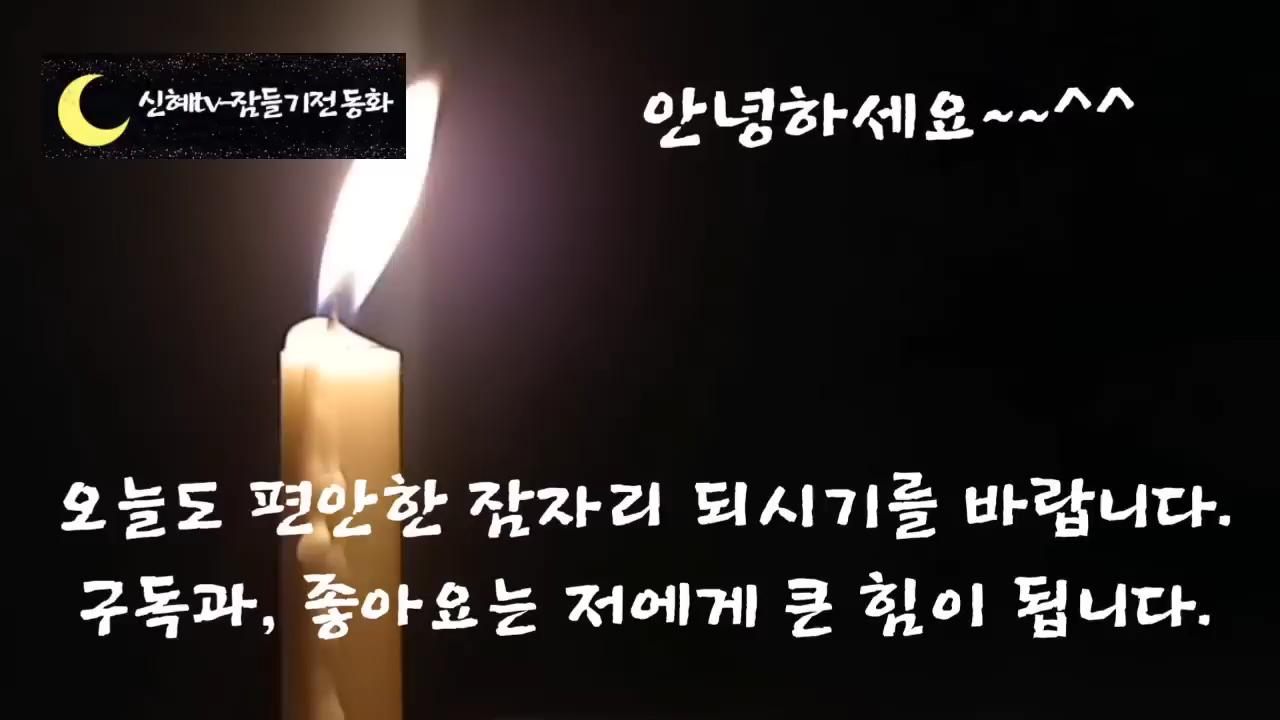 신혜tv-잠들기전 동화
안녕하세요~~^^
오늘도 편안한 잠자리 되시기를 바랍니다.
구독과, 좋아요는 저에게 큰 힘이 됩니다.